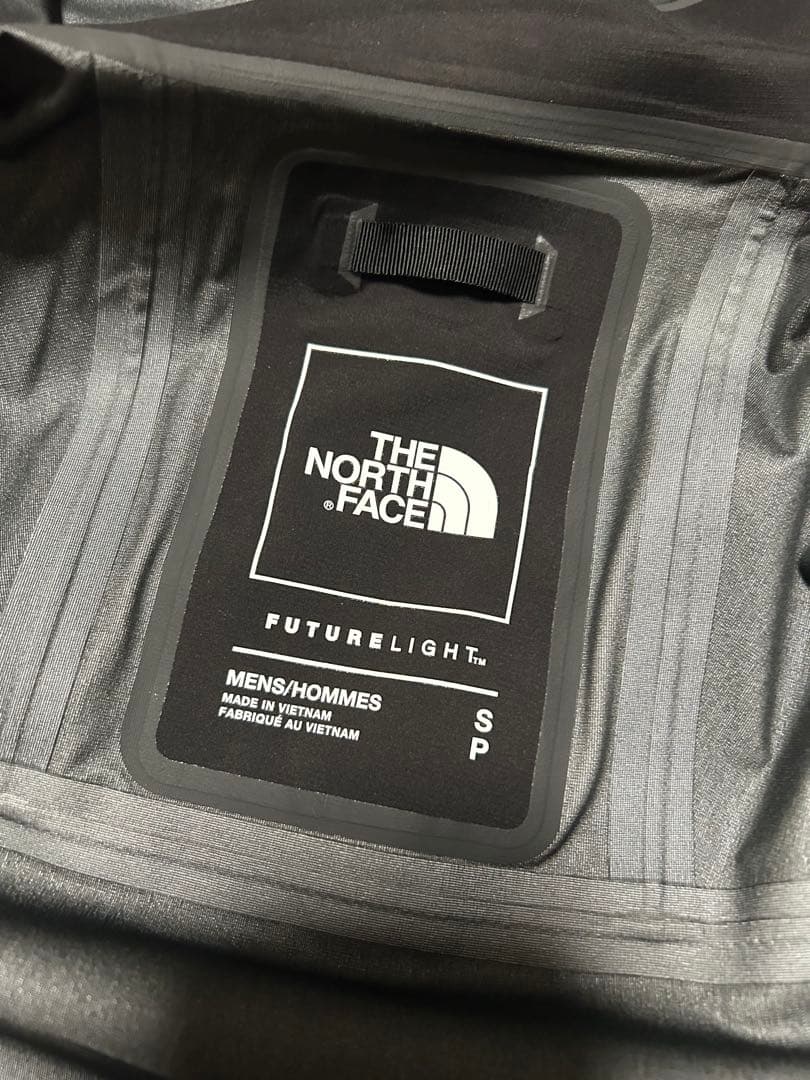 THE
NORTH
® FACE
FUTURELIGHT™
MENS/HOMMES
MADE IN VIETNAM
FABRIQUÉ AU VIETNAM
S
P